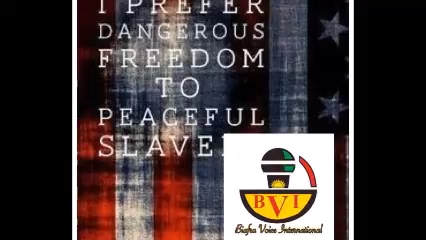 I PREFER
DANGEROUS
FREEDOM
TO
PEACEFUL
SLAVE
BVI
Biafra Voice International